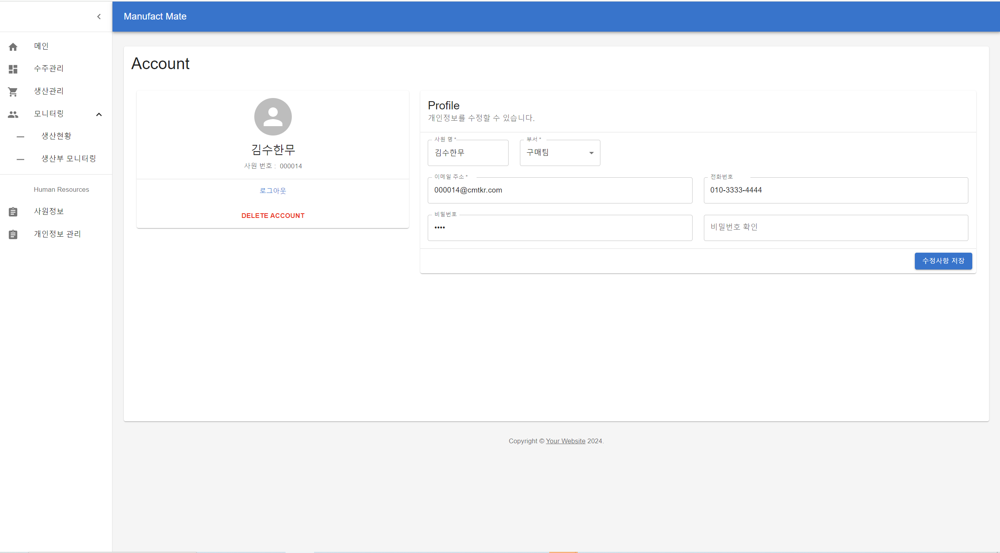 Manufact Mate
메인
수주관리
생산관리
모니터링
생산현황
생산부 모니터링
Human Resources
사원정보
개인정보 관리
Account
김수한무
사원 번호 : 000014
로그아웃
DELETE ACCOUNT
Profile
개인정보를 수정할 수 있습니다.
사원 명 *
김수한무
부서 *
구매팀
이메일 주소 *
000014@cmtkr.com
전화번호
010-3333-4444
비밀번호
••••
비밀번호 확인
수정사항 저장
Copyright © Your Website 2024.